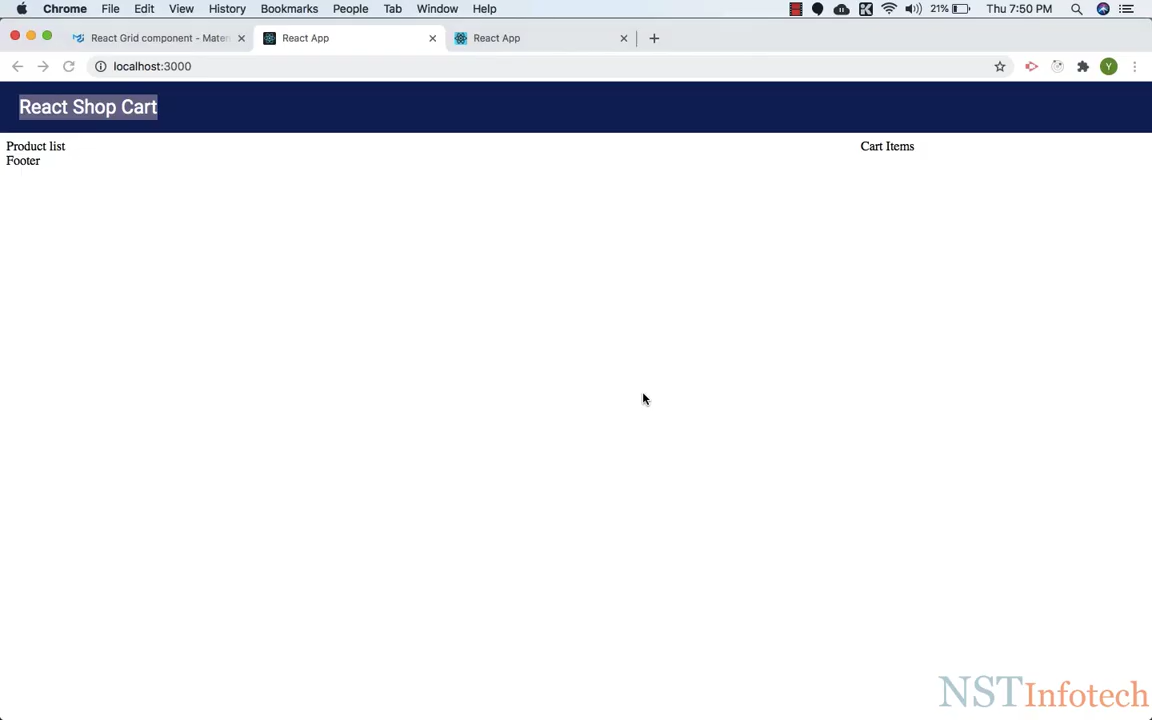 Chrome File Edit View History Bookmarks People Tab Window Help 21% Thu 7:50 PM
React Grid component - Mater React App React App
localhost:3000 Y
React Shop Cart
Product list Cart Items
Footer
NSTInfotech